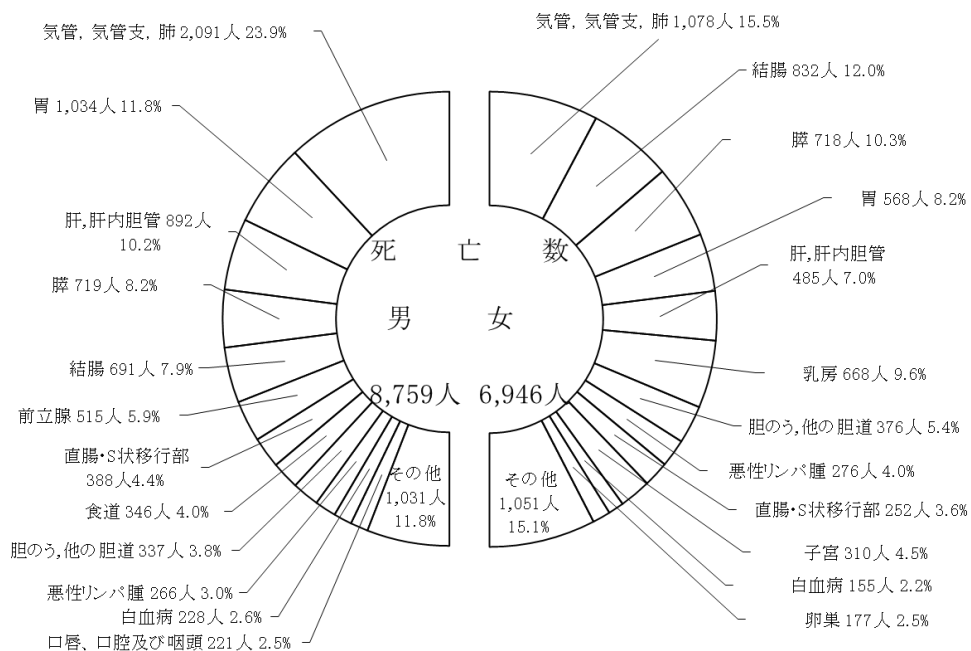 気管，気管支，肺 2,091人 23.9%
胃 1,034人 11.8%
肝,肝内胆管 892人
10.2%
膵 719人 8.2%
結腸 691人 7.9%
前立腺 515人 5.9%
直腸・S状移行部
388人4.4%
食道 346人 4.0%
胆のう,他の 胆道 337人 3.8%
悪性リンパ腫 266人 3.0%
白血病 228人 2.6%
口唇、口腔及び咽頭 221人 2.5%
その他
1,031人
11.8%
死 亡 数
男 女
8,759人 6,946人
気管，気管支，肺 1,078人 15.5%
結腸 832人 12.0%
膵 718人 10.3%
胃 568人 8.2%
肝,肝内胆管
485人 7.0%
乳房 668人 9.6%
胆のう,他の 胆道 376人 5.4%
悪性リンパ腫 276人 4.0%
直腸・S状移行部 252人 3.6%
子宮 310人 4.5%
白血病 155人 2.2%
卵巣 177人 2.5%
その他
1,051人
15.1%